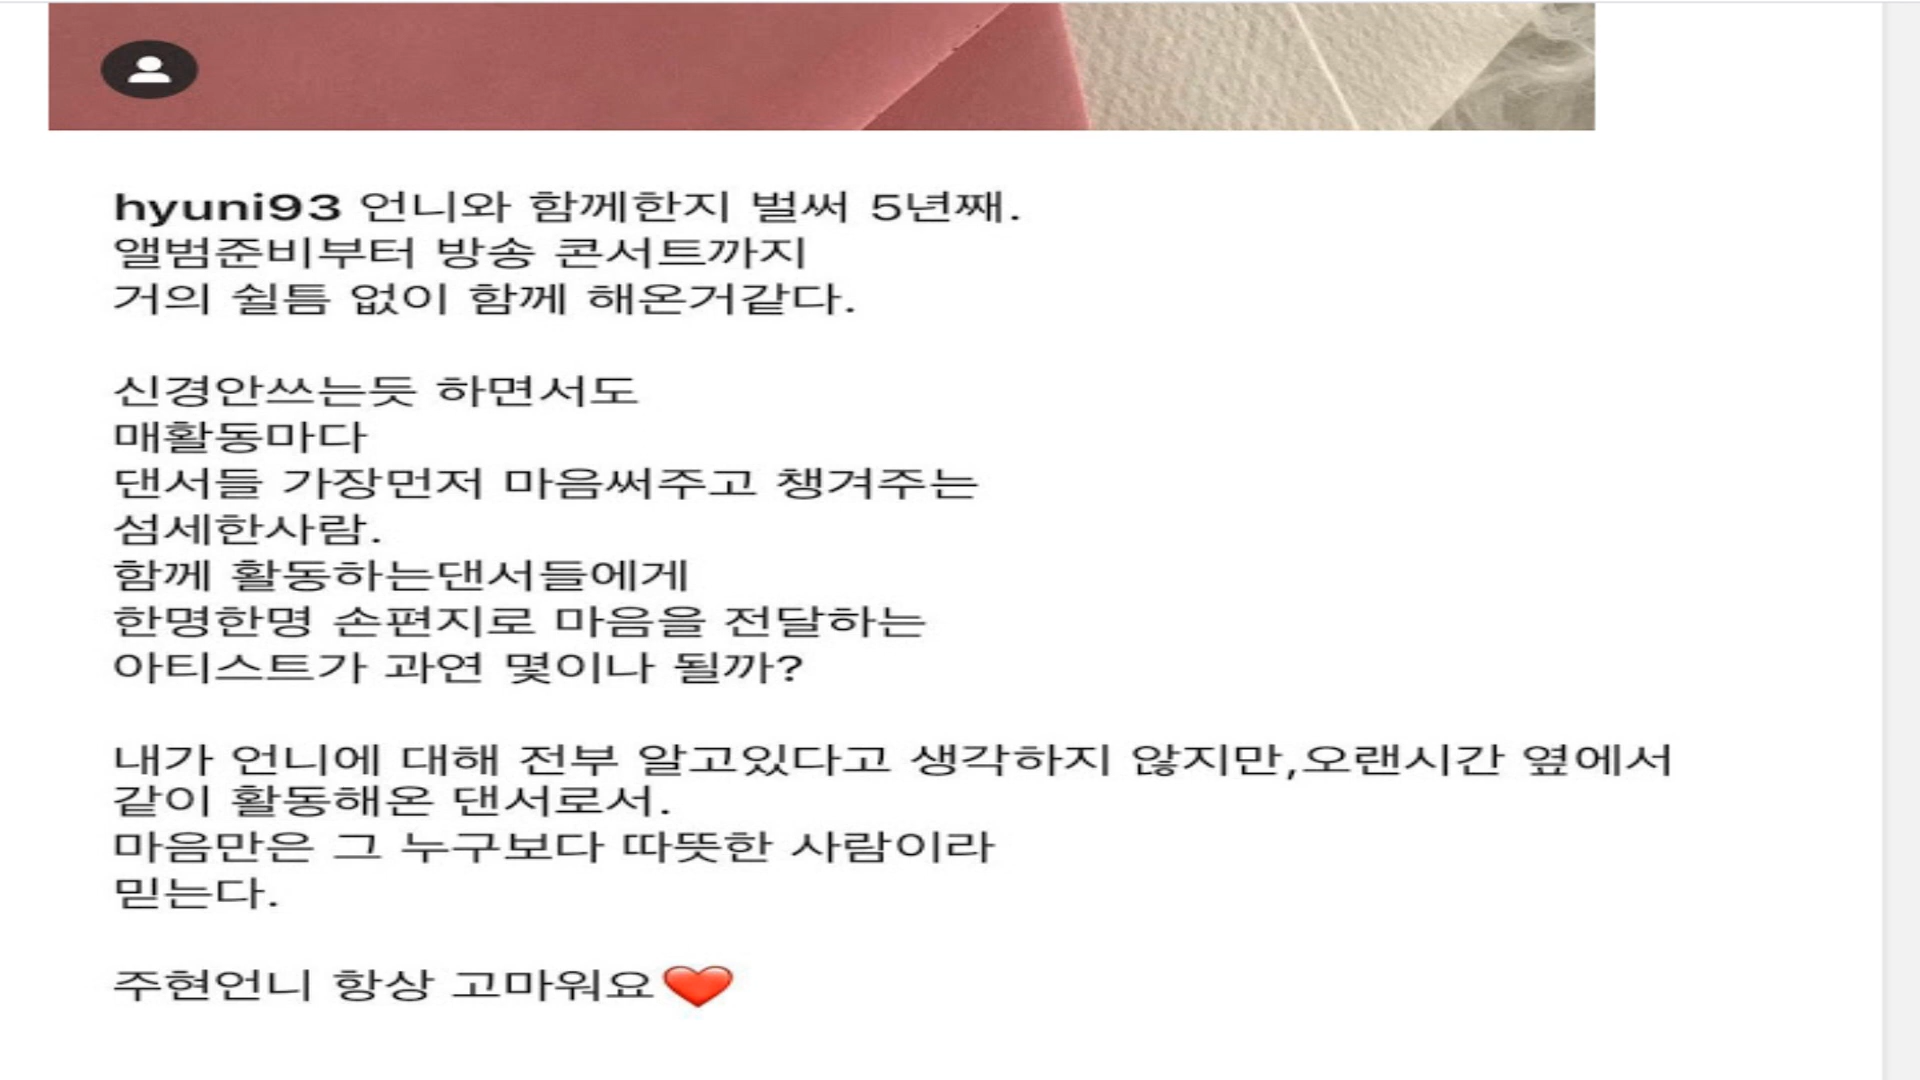 hyuni93 언니와 함께한지 벌써 5년째.
앨범준비부터 방송 콘서트까지
거의 쉴틈 없이 함께 해온거같다.
신경안쓰는듯 하면서도
매활동마다
댄서들 가장먼저 마음써주고 챙겨주는
섬세한사람.
함께 활동하는댄서들에게
한명한명 손편지로 마음을 전달하는
아티스트가 과연 몇이나 될까?
내가 언니에 대해 전부 알고있다고 생각하지 않지만,오랜시간 옆에서
같이 활동해온 댄서로서.
마음만은 그 누구보다 따뜻한 사람이라
믿는다.
주현언니 항상 고마워요❤️